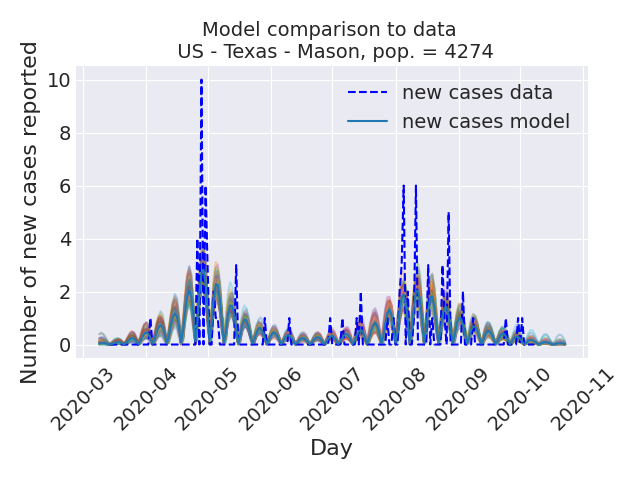 Model comparison to data
US - Texas - Mason, pop. = 4274
Number of new cases reported
10
8
6
4
2
0
new cases data
new cases model
2020-03
2020-04
2020-05
2020-06
2020-07
2020-08
2020-09
2020-10
2020-11
Day